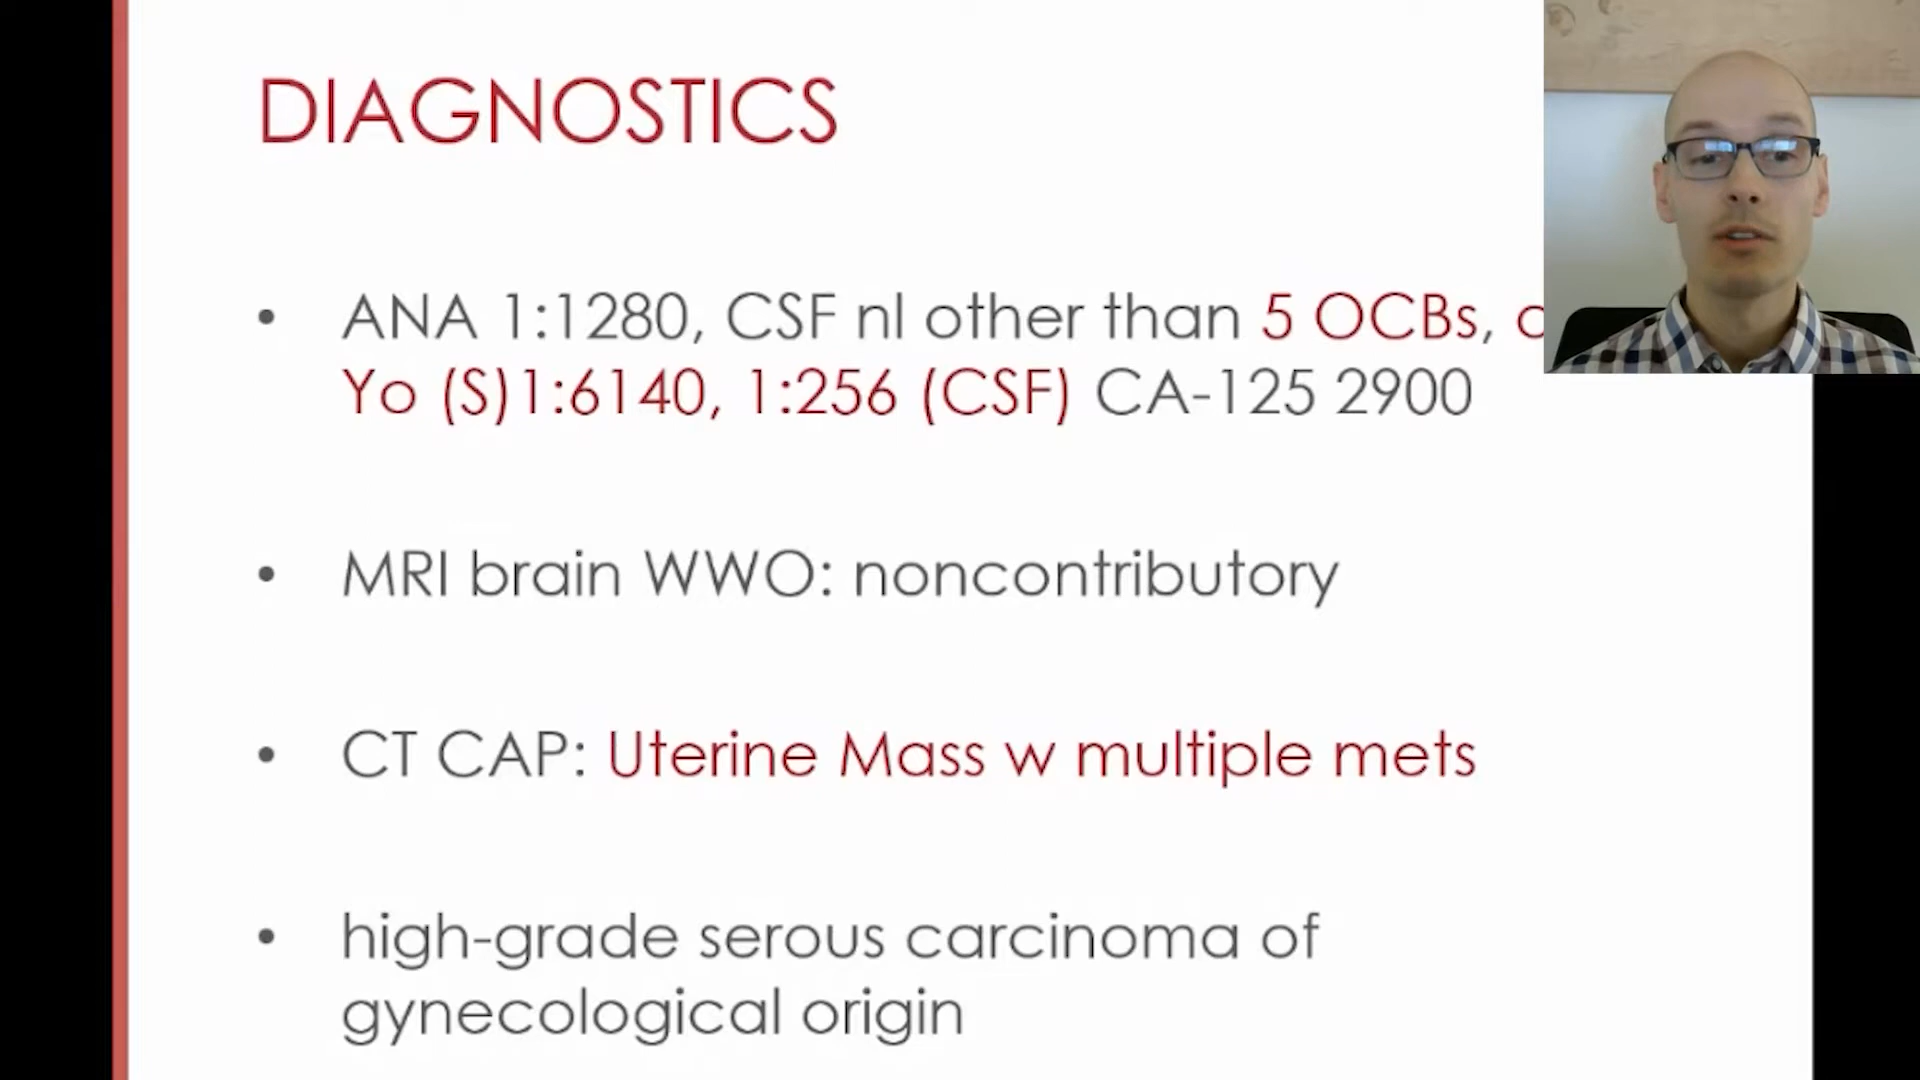 DIAGNOSTICS
• ANA 1:1280, CSF nl other than 5 OCBs,
Yo (S)1:6140, 1:256 (CSF) CA-125 2900
• MRI brain WWO: noncontributory
• CT CAP: Uterine Mass w multiple mets
• high-grade serous carcinoma of
gynecological origin